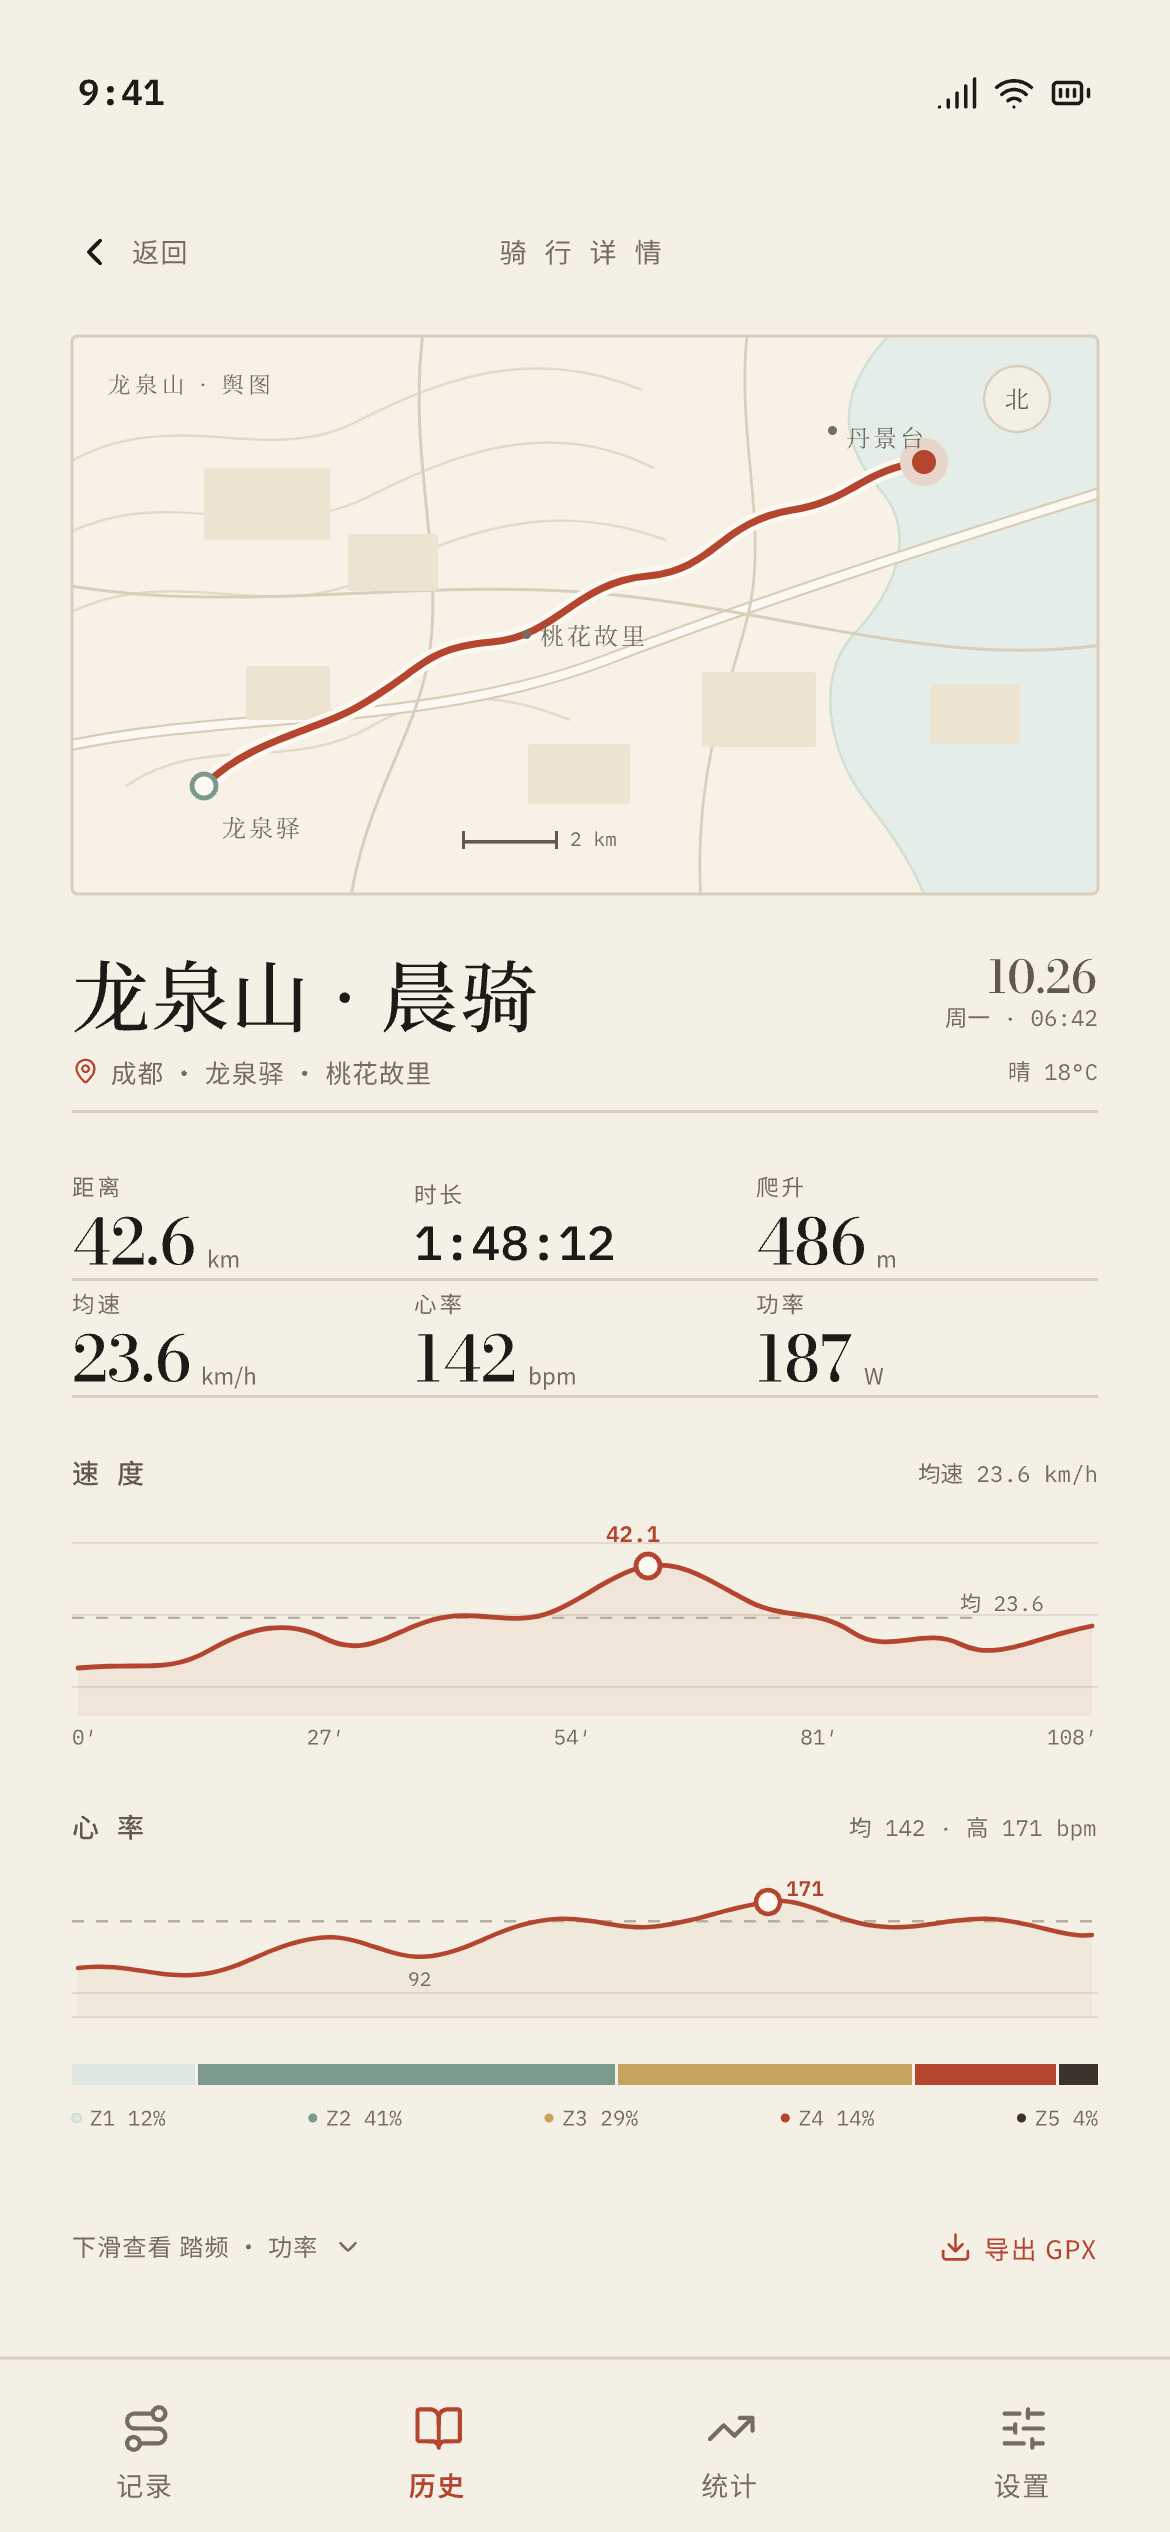 9:41
返回
骑行详情
龙泉山 · 舆图
北
丹景台
桃花故里
龙泉驿
2 km
龙泉山 · 晨骑
10.26
周一 · 06:42
成都 · 龙泉驿 · 桃花故里
晴 18°C
距离
42.6 km
时长
1:48:12
爬升
486 m
均速
23.6 km/h
心率
142 bpm
功率
187 W
速度
均速 23.6 km/h
42.1
均 23.6
0′ 27′ 54′ 81′ 108′
心率
均 142 · 高 171 bpm
171
92
Z1 12% Z2 41% Z3 29% Z4 14% Z5 4%
下滑查看 踏频 · 功率
导出 GPX
记录 历史 统计 设置